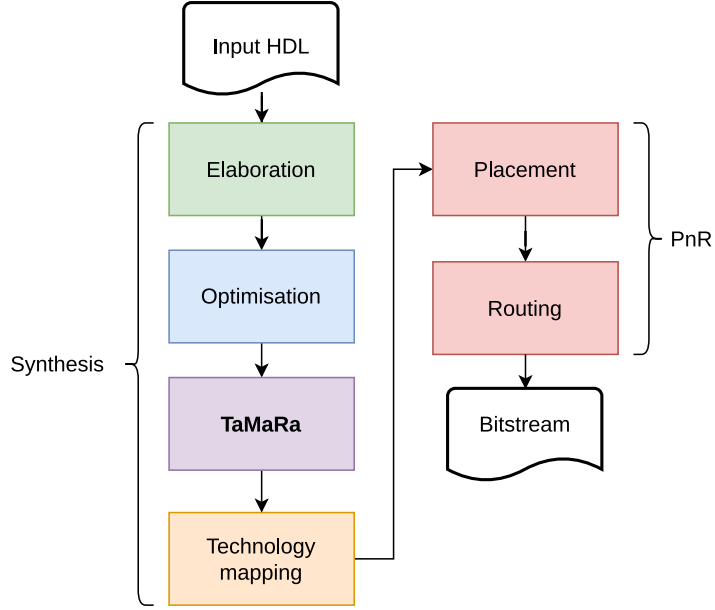 Input HDL
Elaboration
Optimisation
Synthesis
TaMaRa
Technology
mapping
Placement
PnR
Routing
Bitstream